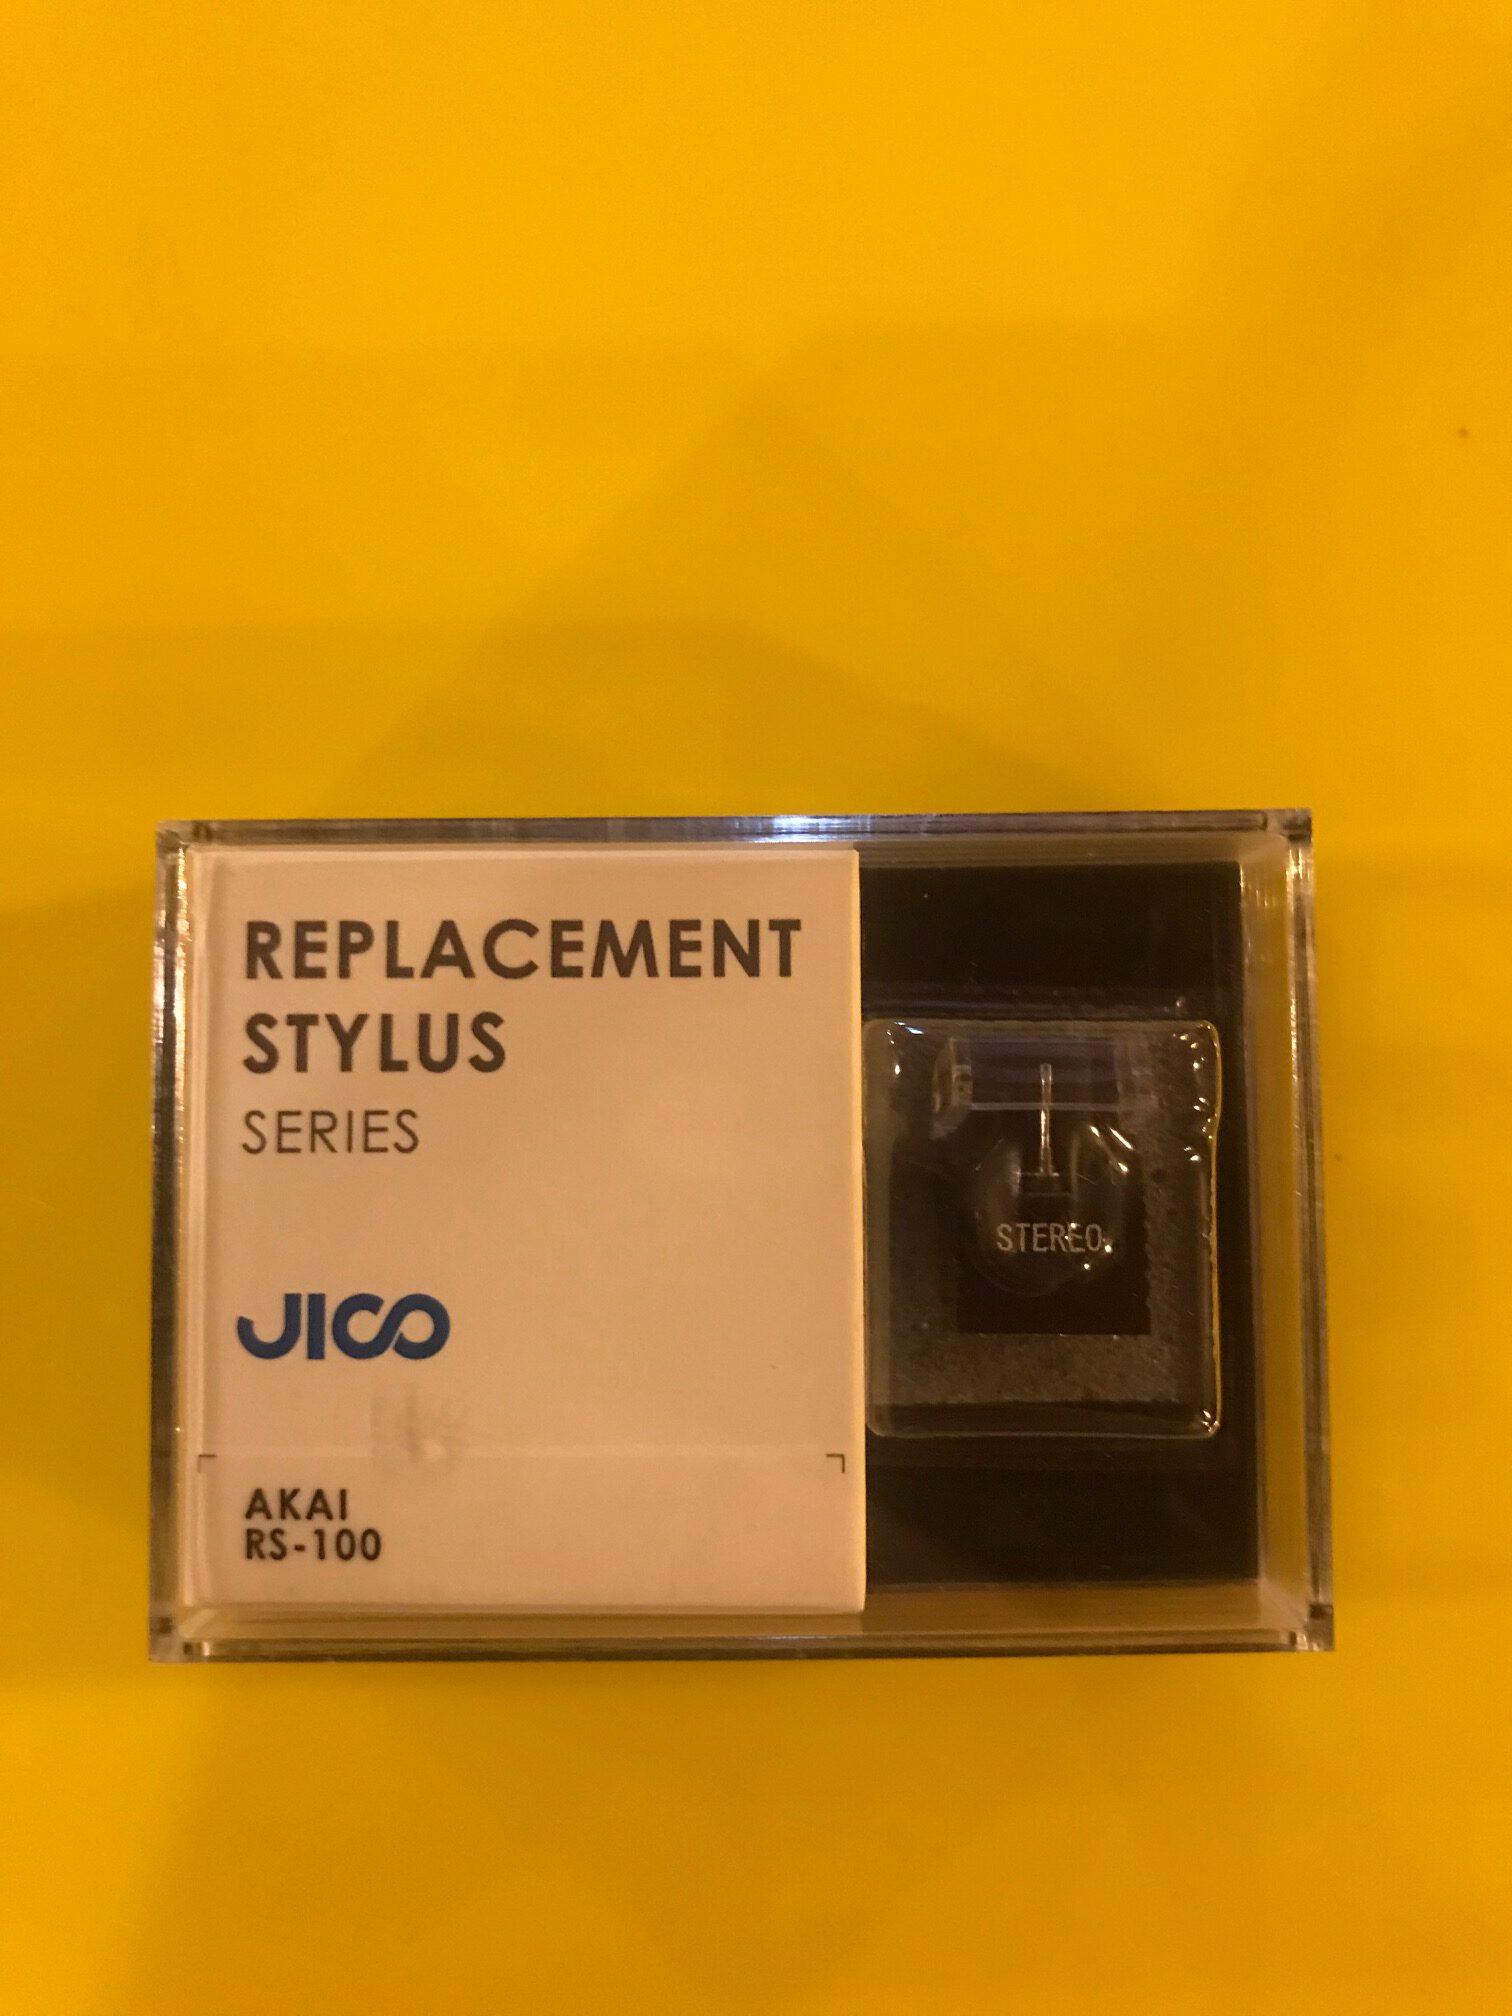 REPLACEMENT
STYLUS
SERIES
JICO
AKAI
RS-100
STEREO